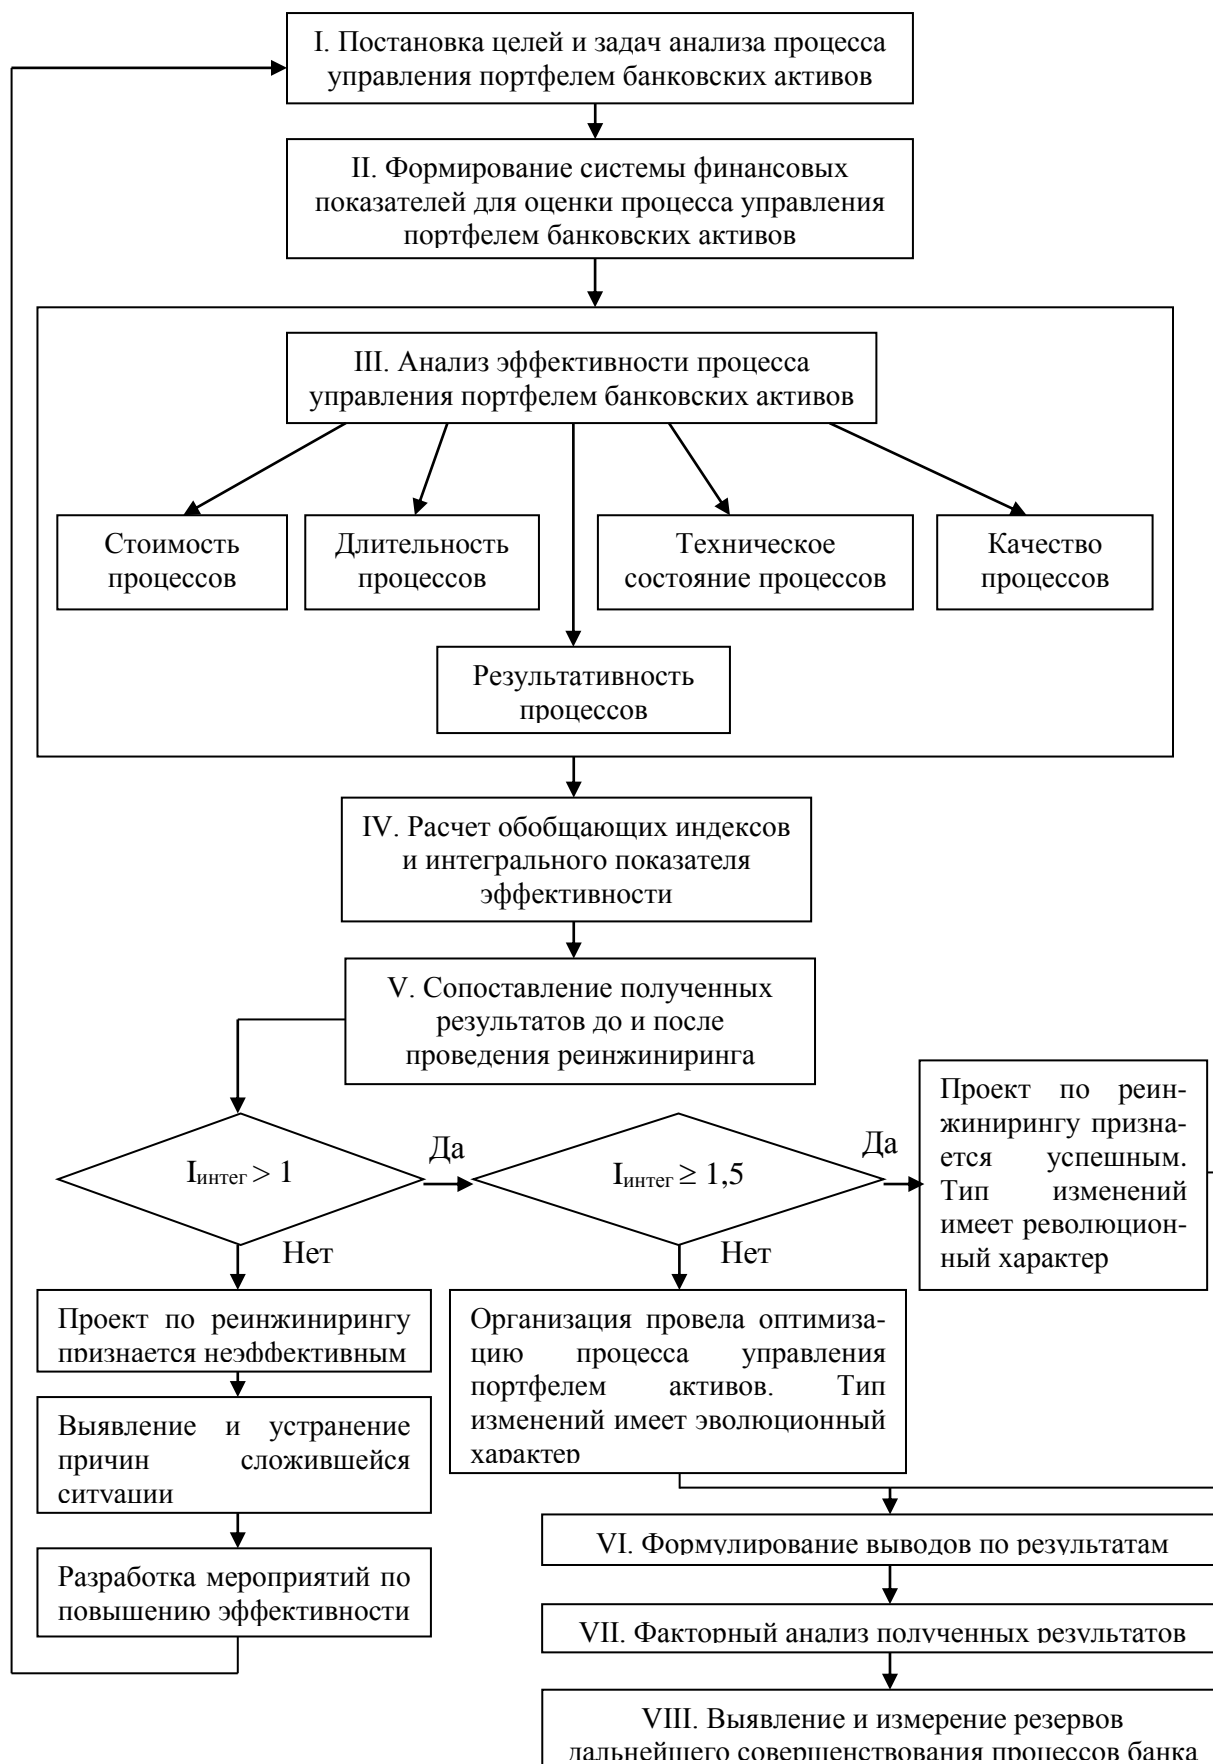 I. Постановка целей и задач анализа процесса
управления портфелем банковских активов
II. Формирование системы финансовых
показателей для оценки процесса управления
портфелем банковских активов
III. Анализ эффективности процесса
управления портфелем банковских активов
Стоимость
процессов
Длительность
процессов
Техническое
состояние процессов
Качество
процессов
Результативность
процессов
IV. Расчет обобщающих индексов
и интегрального показателя
эффективности
V. Сопоставление полученных
результатов до и после
проведения реинжиниринга
Iинтег > 1
Да
Iинтег ≥ 1,5
Да
Проект по реин-
жинирингу призна-
ется успешным.
Тип изменений
имеет революцион-
ный характер
Нет
Нет
Проект по реинжинирингу
признается неэффективным
Организация провела оптимиза-
цию процесса управления
портфелем активов. Тип
изменений имеет эволюционный
характер
Выявление и устранение
причин сложившейся
ситуации
Разработка мероприятий по
повышению эффективности
VI. Формулирование выводов по результатам
VII. Факторный анализ полученных результатов
VIII. Выявление и измерение резервов
дальнейшего совершенствования процессов банка